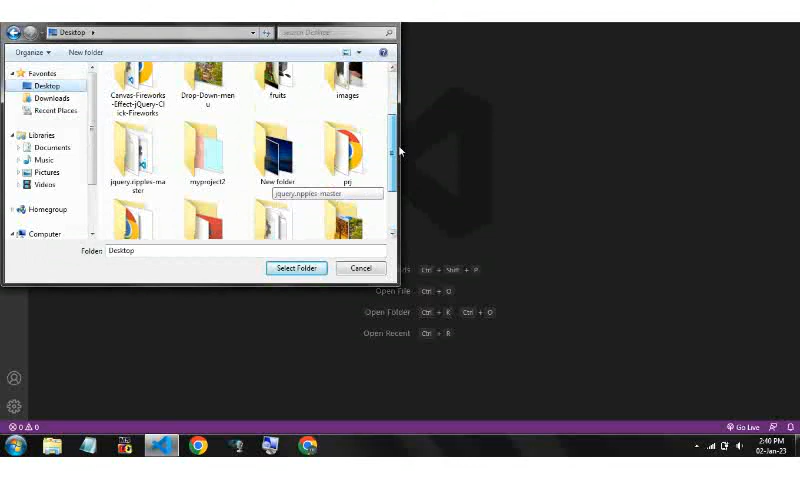 Desktop
Search Desktop
Organize
New folder
Favorites
Desktop
Downloads
Recent Places
Libraries
Documents
Music
Pictures
Videos
Homegroup
Computer
Canvas-Fireworks
-Effect-jQuery-Cli
ck-Fireworks
Drop-Down-men
u
fruits
images
jquery.ripples-ma
ster
myproject2
New folder
prj
jquery.ripples-master
Folder: Desktop
Select Folder
Cancel
Ctrl + Shift + P
Open File Ctrl + O
Open Folder Ctrl + K Ctrl + O
Open Recent Ctrl + R
0 0
Go Live
2:40 PM
02-Jan-23